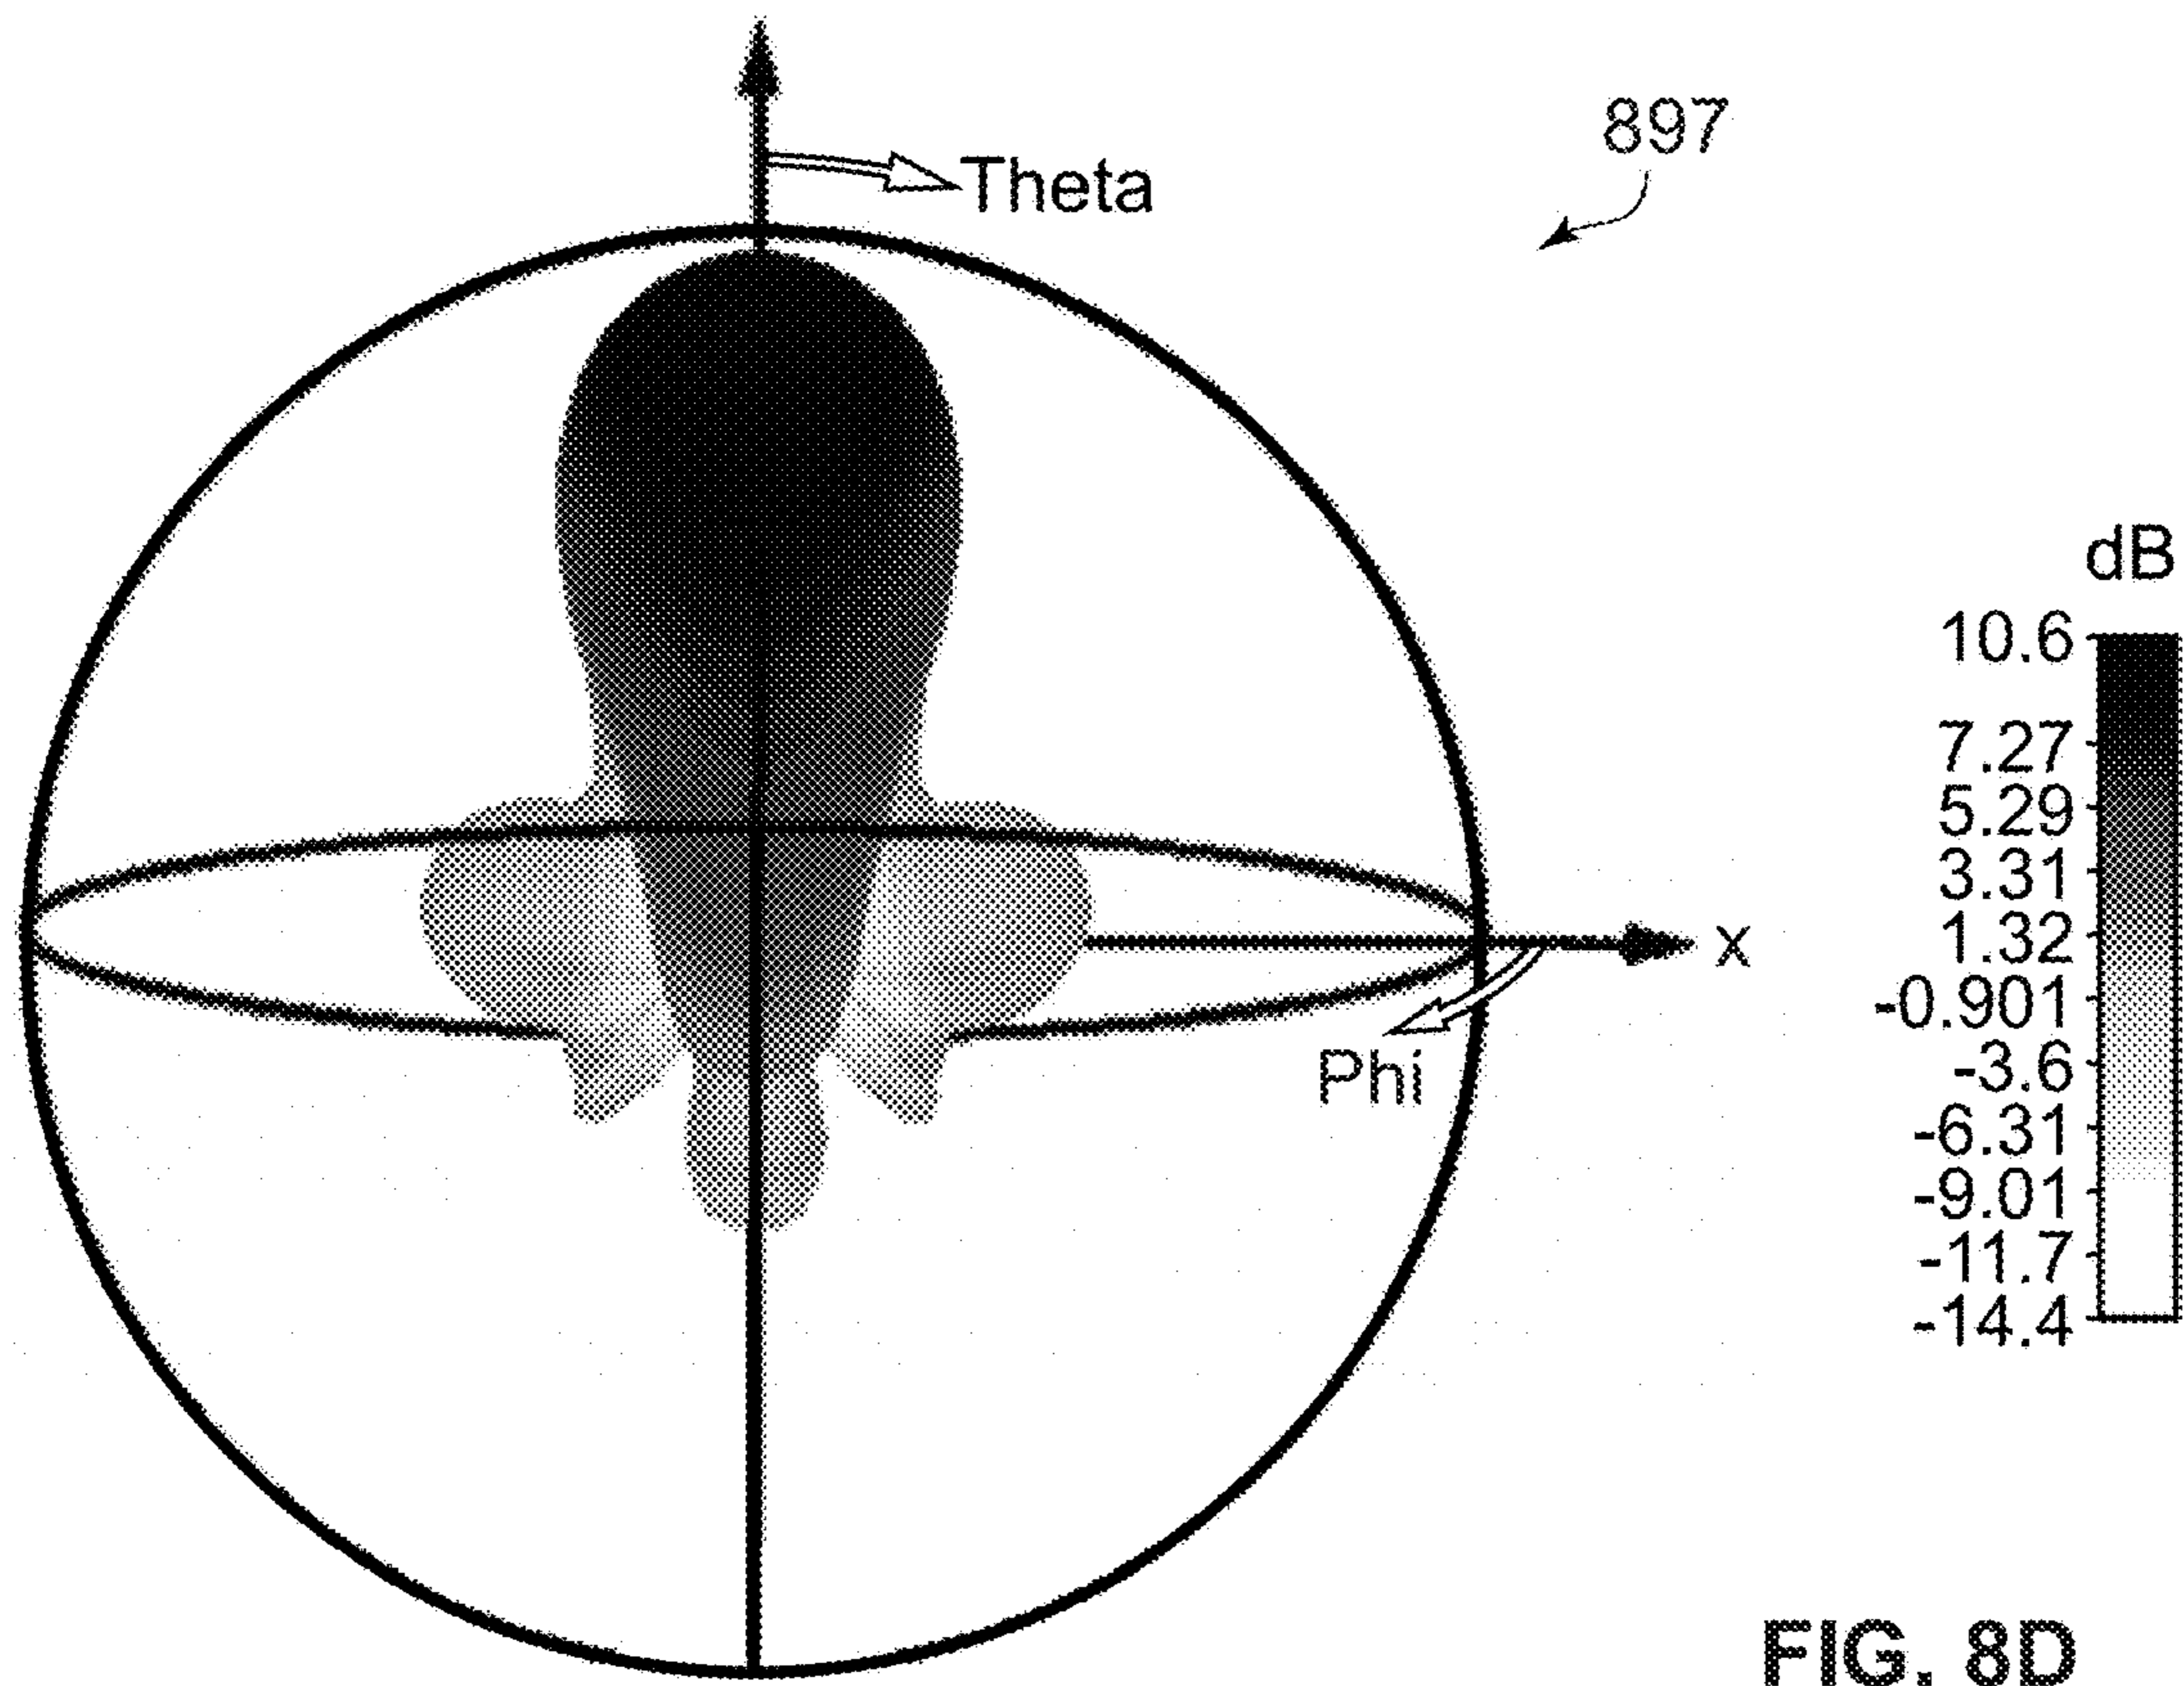 897
Theta
dB
10.6
7.27
5.29
3.31
1.32
x
-0.901
Phi
-3.6
-6.31
-9.01
-11.7
-14.4
FIG. 8D